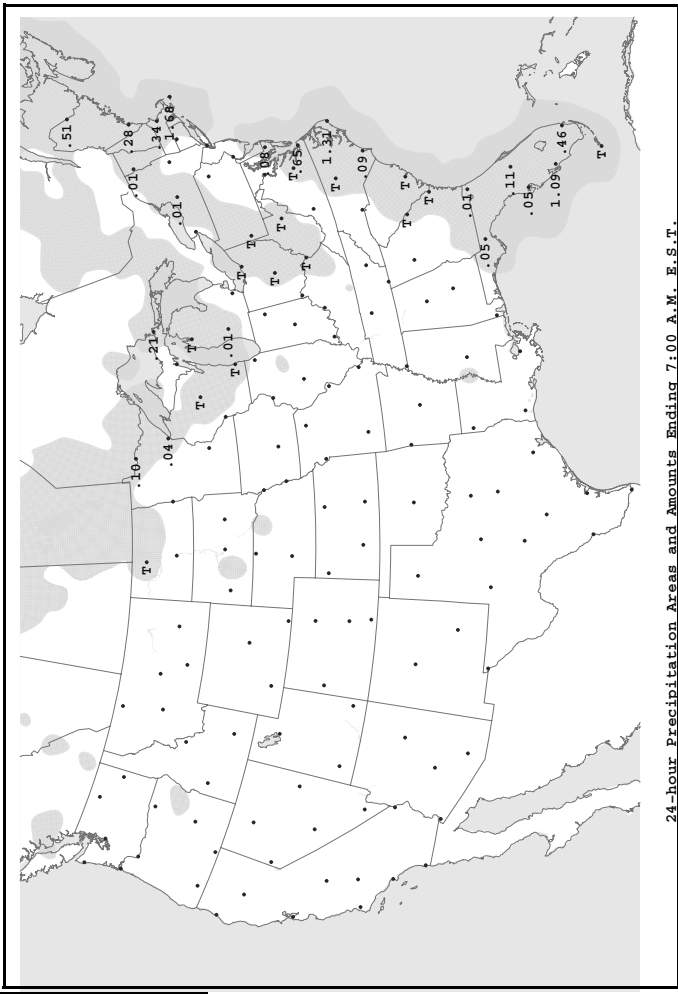 .51
.28
.01
.10
T
.21
.34
.04
1.68
.01
T
T
.01
T
T
T
.08
T
T
T
.65
T
1.31
T
.09
T
T
T
.01
.05
.11
.05
1.09
.46
T
24-hour Precipitation Areas and Amounts Ending 7:00 A.M. E.S.T.